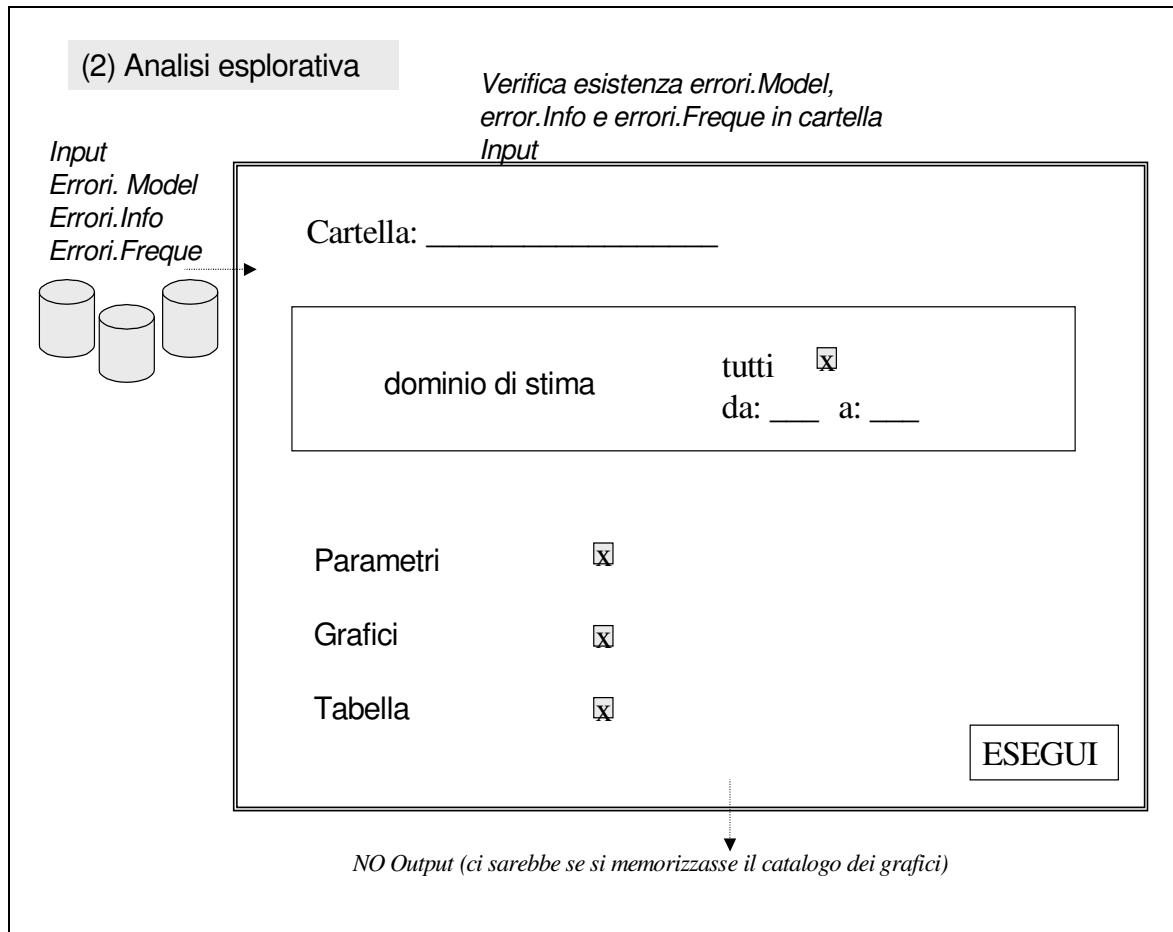 (2) Analisi esplorativa
Verifica esistenza errori.Model,
error.Info e errori.Freque in cartella
Input
Input
Errori. Model
Errori.Info
Errori.Freque
Cartella: __________________
dominio di stima
tutti x
da: ___ a: ___
Parametri x
Grafici x
Tabella x
ESEGUI
NO Output (ci sarebbe se si memorizzasse il catalogo dei grafici)